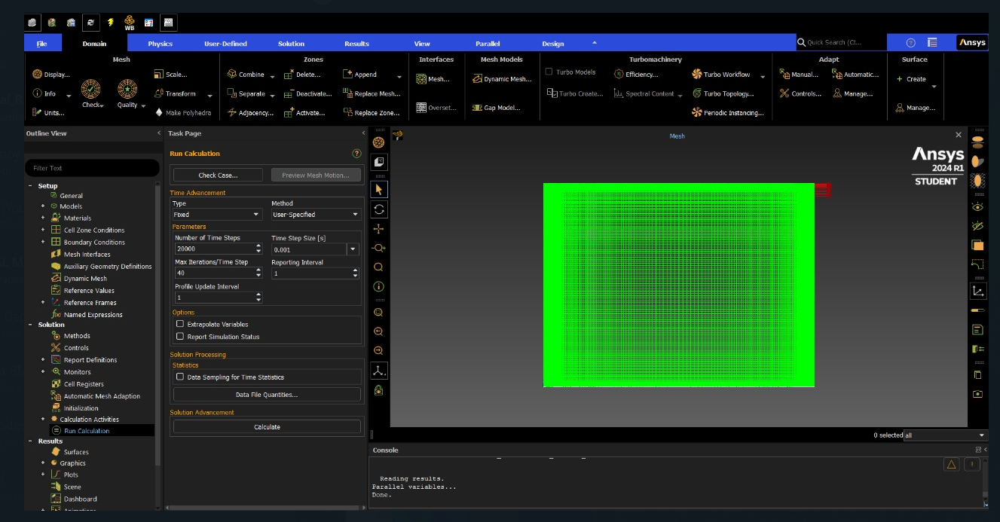 WB
File Domain Physics User-Defined Solution Results View Parallel Design Quick Search (Ct... Ansys
Mesh Zones Interfaces Mesh Models Turbomachinery Adapt Surface
Display... Scale... Combine Delete... Append Mesh... Dynamic Mesh... Turbo Models Efficiency... Turbo Workflow Manual... Automatic... + Create
Info Check Quality Transform Separate Deactivate... Replace Mesh... Turbo Create... Spectral Content Turbo Topology... Controls... Manage...
Units... Make Polyhedra Adjacency... Activate... Replace Zone... Overset... Gap Model... Periodic Instancing... Manage...
Outline View < Task Page <
Filter Text
- Setup
General
+ Models
+ Materials
+ Cell Zone Conditions
+ Boundary Conditions
Mesh Interfaces
Auxiliary Geometry Definitions
Dynamic Mesh
Reference Values
+ Reference Frames
f(x) Named Expressions
- Solution
Methods
Controls
+ Report Definitions
+ Monitors
Cell Registers
Automatic Mesh Adaption
Initialization
+ Calculation Activities
Run Calculation
- Results
Surfaces
+ Graphics
+ Plots
Scene
Dashboard
+ Animations
Run Calculation ?
Check Case... Preview Mesh Motion...
Time Advancement
Type Method
Fixed User-Specified
Parameters
Number of Time Steps Time Step Size [s]
20000 0.001
Max Iterations/Time Step Reporting Interval
40 1
Profile Update Interval
1
Options
Extrapolate Variables
Report Simulation Status
Solution Processing
Statistics
Data Sampling for Time Statistics
Data File Quantities...
Solution Advancement
Calculate
Mesh
Ansys
2024 R1
STUDENT
0 selected all
Console
Reading results.
Parallel variables...
Done.